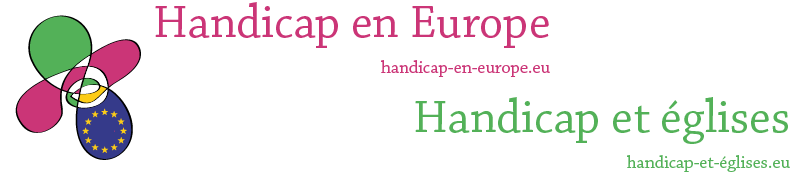 Handicap en Europe
handicap-en-europe.eu
Handicap et églises
handicap-et-églises.eu